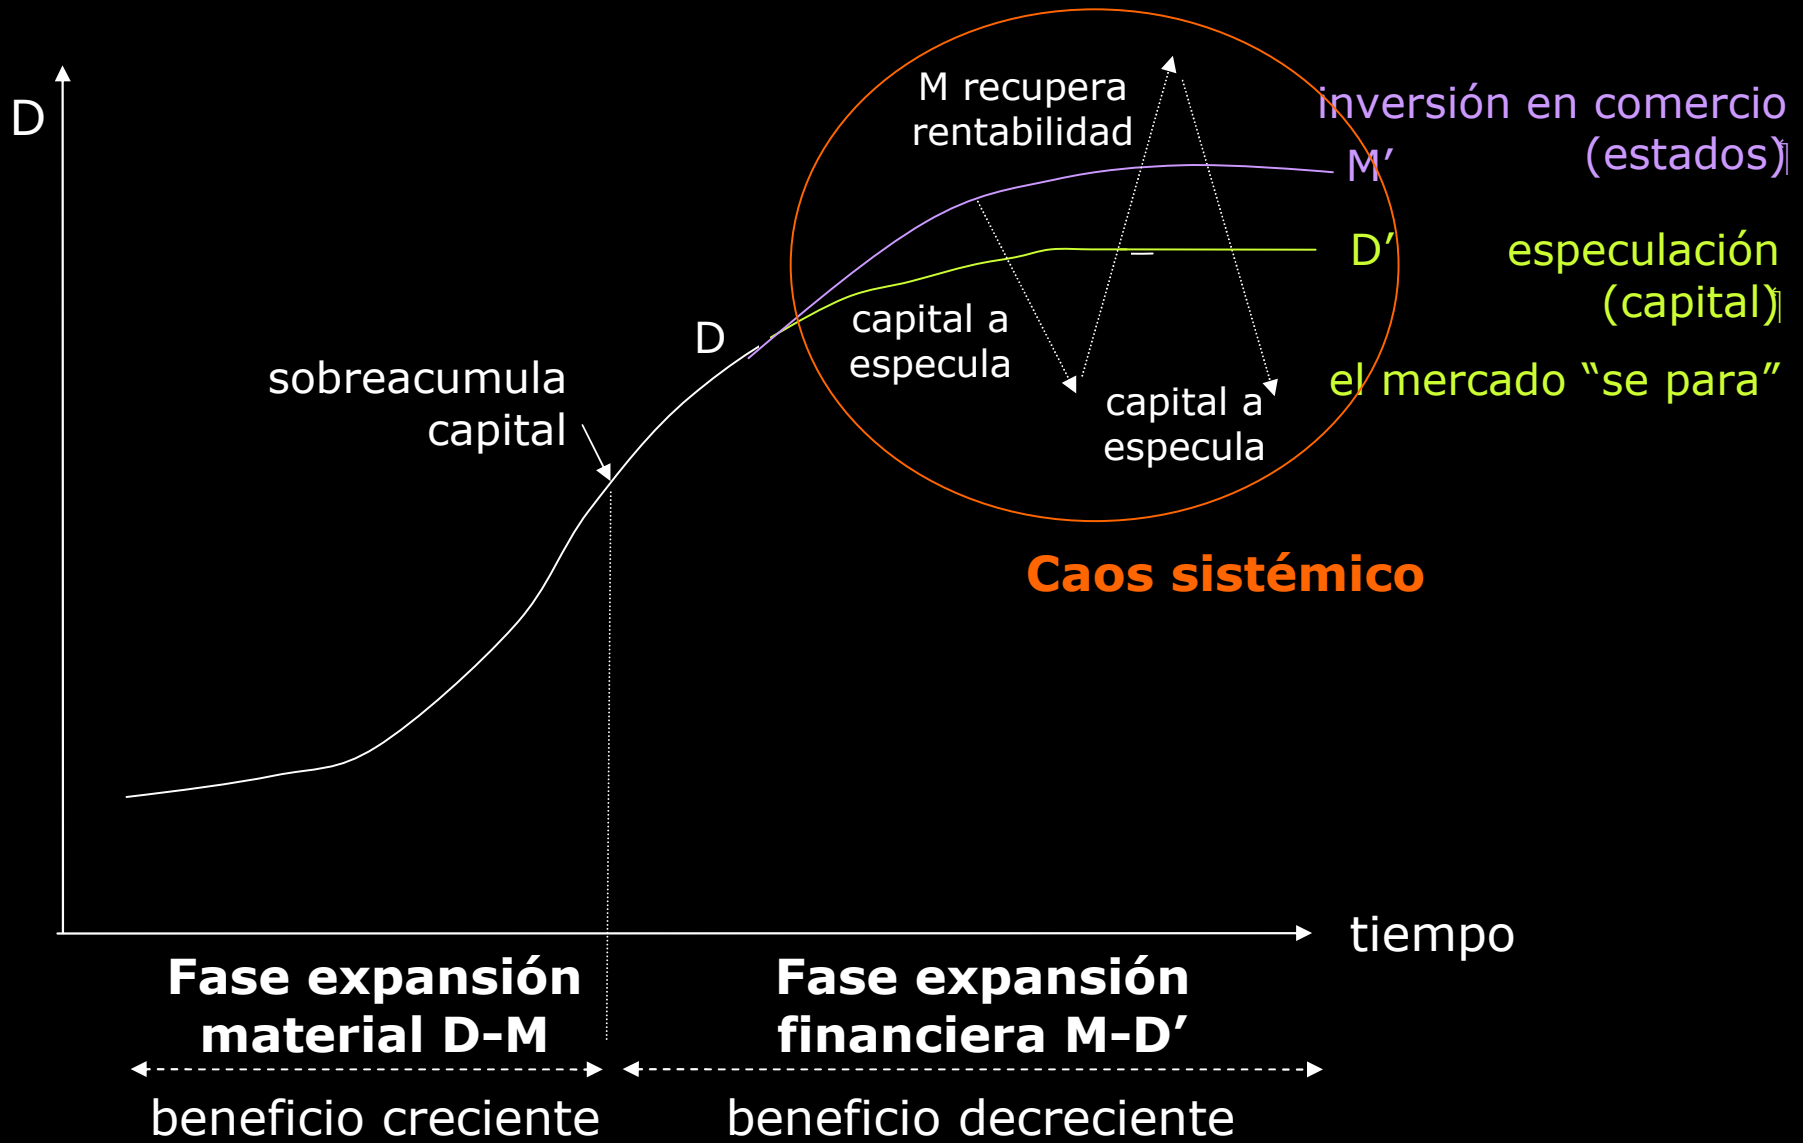 D
M recupera
rentabilidad
inversión en comercio
(estados)
M’
D’
especulación
(capital)
D
capital a
especula
sobreacumula
capital
el mercado “se para”
capital a
especula
Caos sistémico
tiempo
Fase expansión
material D–M
Fase expansión
financiera M–D’
beneficio creciente
beneficio decreciente